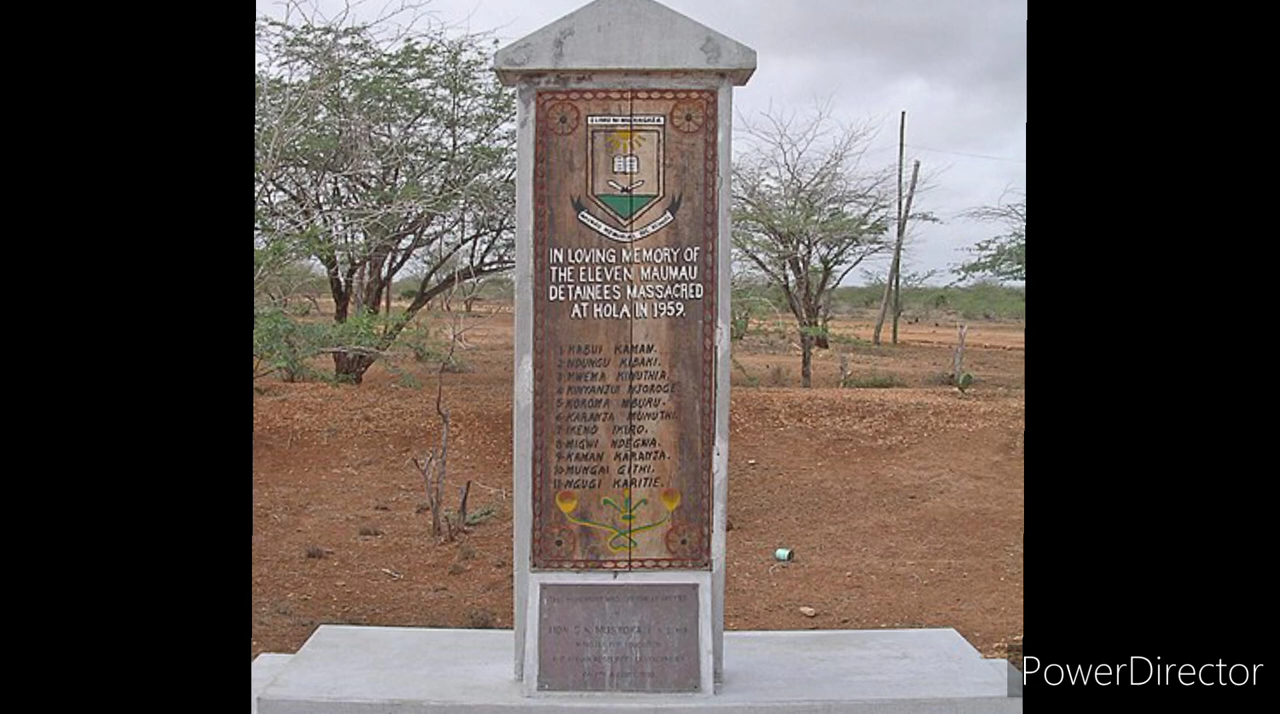 ELIMU NI MWANGAZA
IN LOVING MEMORY OF
THE ELEVEN MAUMAU
DETAINEES MASSACRED
AT HOLA IN 1959.
1 KABUI KAMAN.
2 NDUNGU KIBAKI.
3 MWEMA KINUTHIA.
4 KINYANJUI NJOROGE
5 KOROMA MBURU.
6 KARANJA MUNUTHI.
7 IKENO IKIRO.
8 MIGWI NDEGWA.
9 KAMAN KARANJA.
10 MUNGAI GITHI.
11 NGUGI KARITIE.
HON. MUSYOKA
PowerDirector